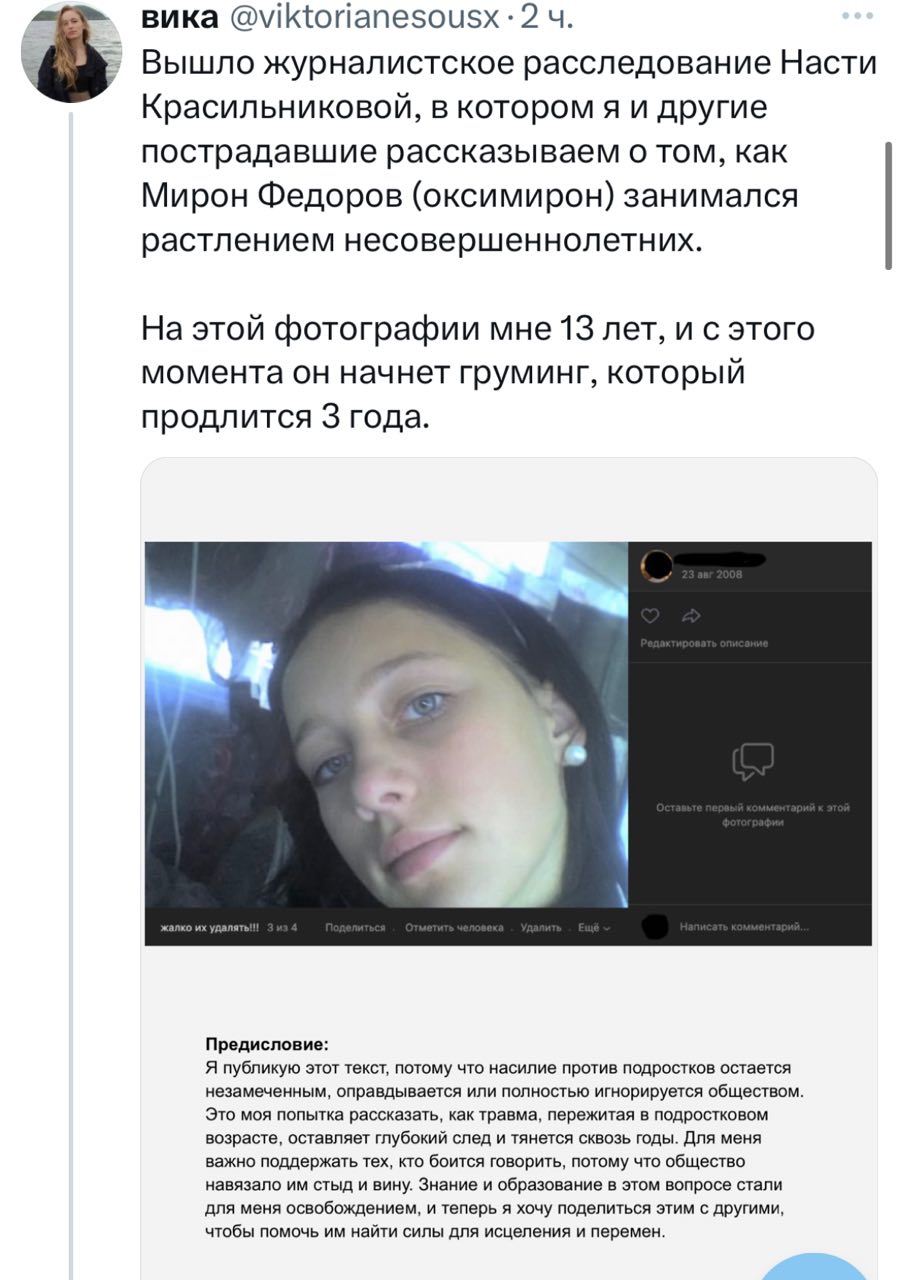 вика @viktorianesousx · 2 ч.
Вышло журналистское расследование Насти
Красильниковой, в котором я и другие
пострадавшие рассказываем о том, как
Мирон Федоров (оксимирон) занимался
растлением несовершеннолетних.
На этой фотографии мне 13 лет, и с этого
момента он начнет груминг, который
продлится 3 года.
23 авг 2008
Редактировать описание
Оставьте первый комментарий к этой
фотографии
жалко их удалять!!! 3 из 4 Поделиться . Отметить человека . Удалить . Ещё
Написать комментарий...
Предисловие:
Я публикую этот текст, потому что насилие против подростков остается
незамеченным, оправдывается или полностью игнорируется обществом.
Это моя попытка рассказать, как травма, пережитая в подростковом
возрасте, оставляет глубокий след и тянется сквозь годы. Для меня
важно поддержать тех, кто боится говорить, потому что общество
навязало им стыд и вину. Знание и образование в этом вопросе стали
для меня освобождением, и теперь я хочу поделиться этим с другими,
чтобы помочь им найти силы для исцеления и перемен.